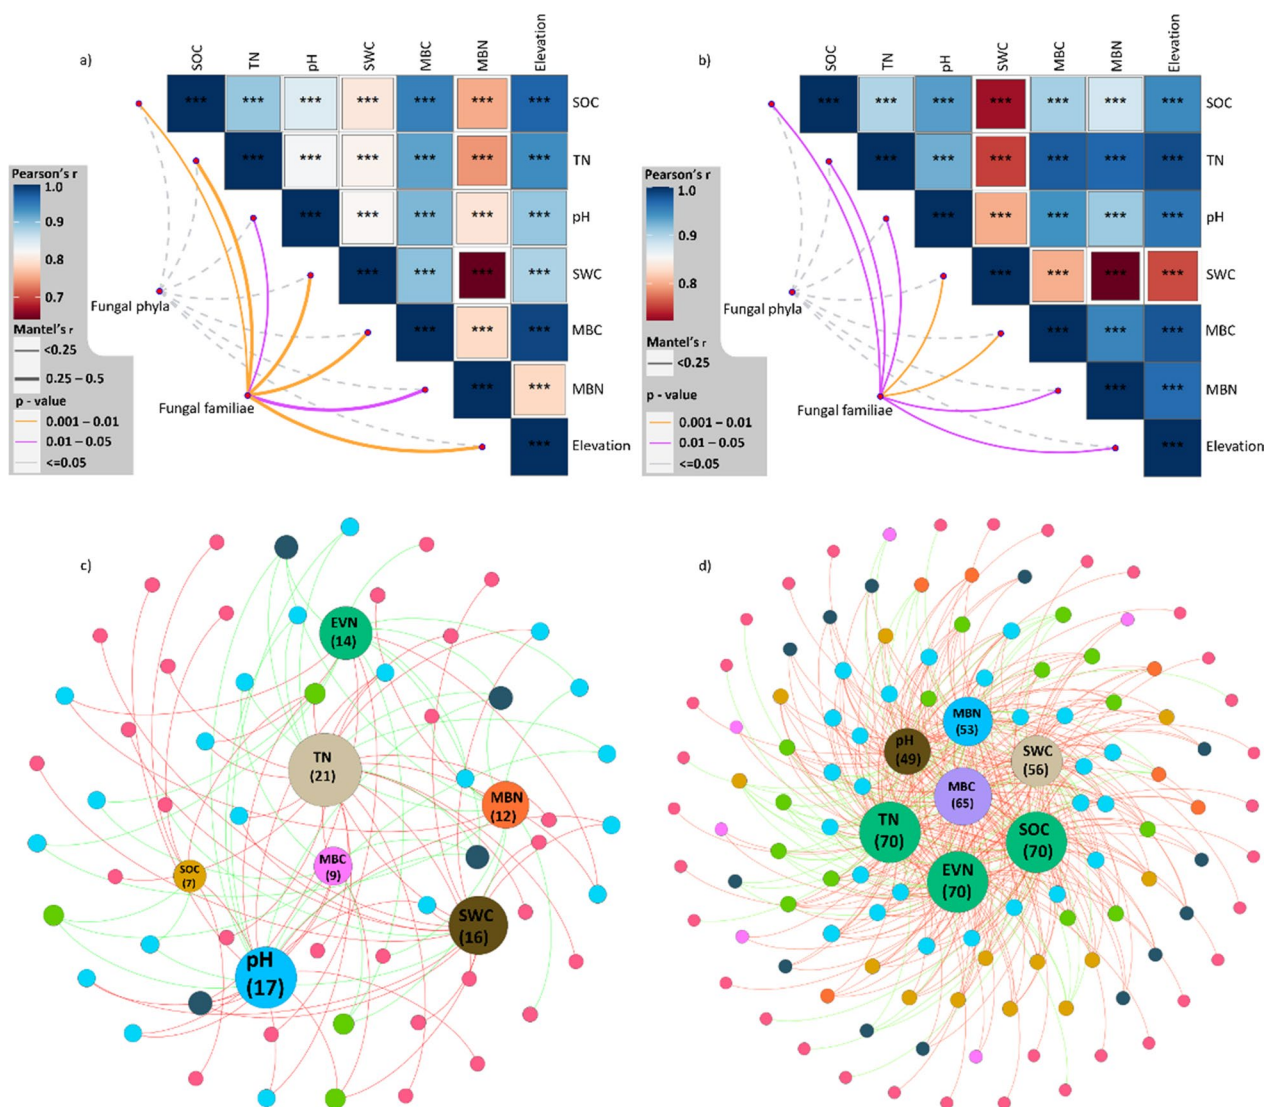 a)
SOC TN pH SWC MBC MBN Elevation
*** *** *** *** *** *** *** SOC
*** *** *** *** *** *** TN
*** *** *** *** *** pH
*** *** *** *** SWC
*** *** *** MBC
*** *** MBN
*** Elevation
Pearson's r
1.0
0.9
0.8
0.7
Mantel's r
<0.25
0.25 – 0.5
p - value
0.001 – 0.01
0.01 – 0.05
<=0.05
Fungal phyla
Fungal familiae
b)
SOC TN pH SWC MBC MBN Elevation
*** *** *** *** *** *** *** SOC
*** *** *** *** *** *** TN
*** *** *** *** *** pH
*** *** *** *** SWC
*** *** *** MBC
*** *** MBN
*** Elevation
Pearson's r
1.0
0.9
0.8
Mantel's r
<0.25
p - value
0.001 – 0.01
0.01 – 0.05
<=0.05
Fungal phyla
Fungal familiae
c)
EVN
(14)
TN
(21)
MBN
(12)
MBC
(9)
SOC
(7)
SWC
(16)
pH
(17)
d)
MBN
(53)
pH
(49)
SWC
(56)
MBC
(65)
TN
(70)
SOC
(70)
EVN
(70)